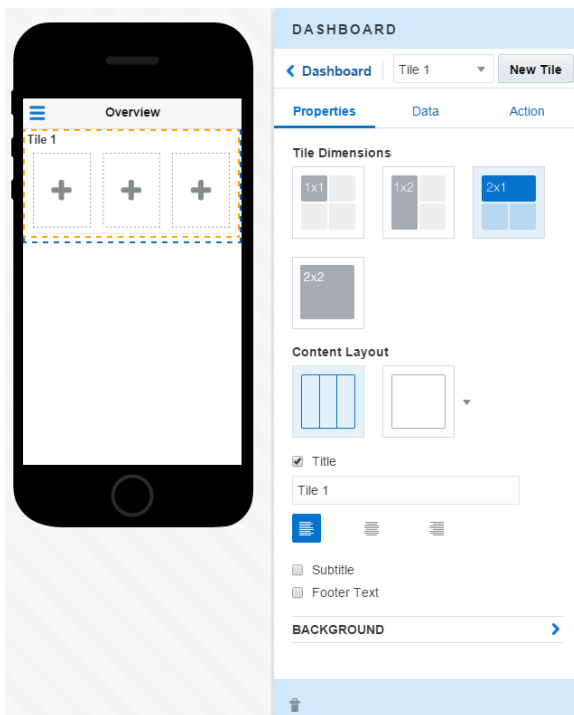 Overview
Tile 1
DASHBOARD
Dashboard
Tile 1
New Tile
Properties
Data
Action
Tile Dimensions
1x1
1x2
2x1
2x2
Content Layout
Title
Tile 1
Subtitle
Footer Text
BACKGROUND